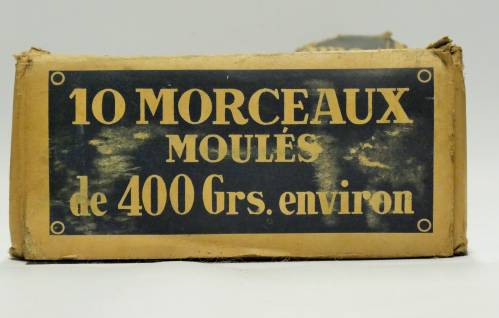 10 MORCEAUX
MOULÉS
de 400 Grs. environ